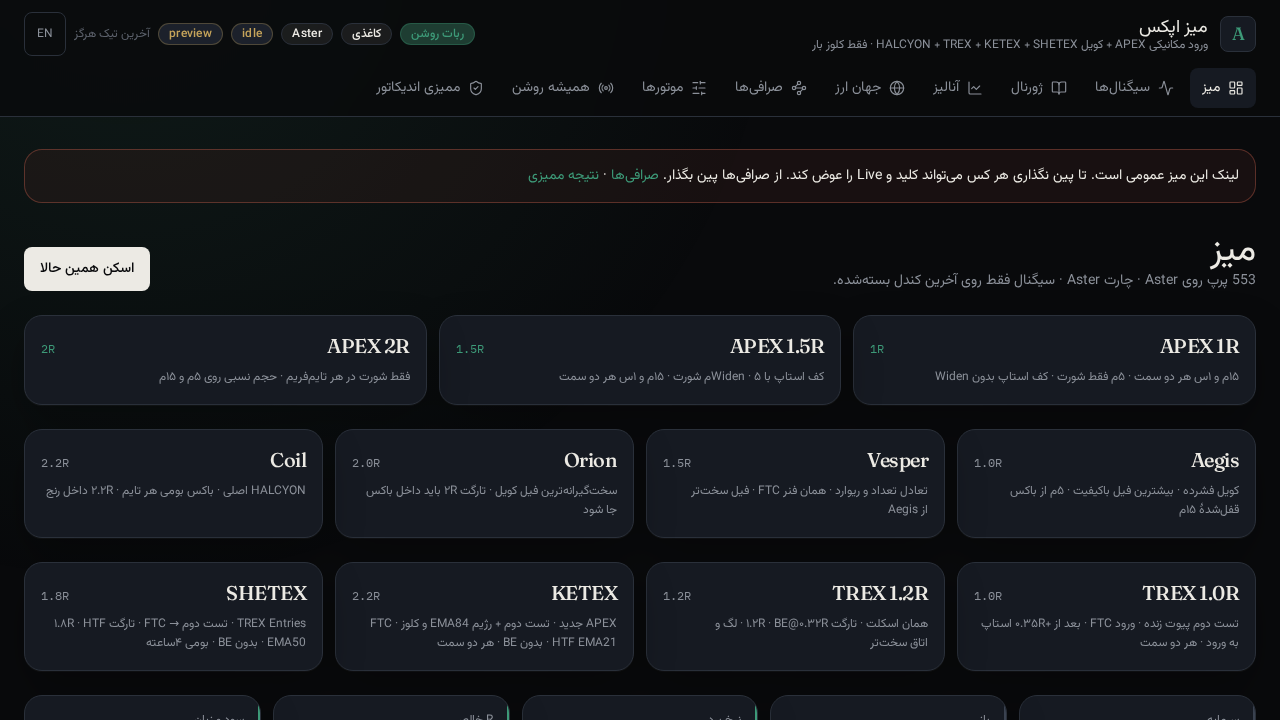 A
میز اپکس
ورود مکانیکی APEX + کویل HALCYON + TREX + KETEX + SHETEX · فقط کلوز بار
ربات روشن
کاغذی
Aster
idle
preview
آخرین تیک هرگز
EN
میز
سیگنال‌ها
ژورنال
آنالیز
جهان ارز
صرافی‌ها
موتورها
همیشه روشن
ممیزی اندیکاتور
لینک این میز عمومی است. تا پین نگذاری هر کس می‌تواند کلید و Live را عوض کند. از صرافی‌ها پین بگذار. صرافی‌ها · نتیجه ممیزی
میز
553 پرپ روی Aster · چارت Aster · سیگنال فقط روی آخرین کندل بسته‌شده.
اسکن همین حالا
APEX 1R
1R
۱۵م و ۱س هر دو سمت · ۵م فقط شورت · کف استاپ بدون Widen
APEX 1.5R
1.5R
کف استاپ با Widen · ۵م شورت · ۱۵م و ۱س هر دو سمت
APEX 2R
2R
فقط شورت در هر تایم‌فریم · حجم نسبی روی ۵م و ۱۵م
Aegis
1.0R
کویل فشرده · بیشترین فیل باکیفیت · ۵م از باکس
قفل‌شدهٔ ۱۵م
Vesper
1.5R
تعادل تعداد و ریوارد · همان فنر FTC · فیل سخت‌تر
از Aegis
Orion
2.0R
سخت‌گیرانه‌ترین فیل کویل · تارگت ۲R باید داخل باکس
جا شود
Coil
2.2R
HALCYON اصلی · باکس بومی هر تایم · ۲.۲R داخل رنج
TREX 1.0R
1.0R
تست دوم پیوت زنده · ورود FTC · بعد از +۰.۳۵R استاپ
به ورود · هر دو سمت
TREX 1.2R
1.2R
همان اسکلت · تارگت ۱.۲R · BE@۰.۳۲R · لگ و
اتاق سخت‌تر
KETEX
2.2R
APEX جدید · تست دوم + رژیم EMA84 و کلوز · FTC
HTF EMA21 · بدون BE · هر دو سمت
SHETEX
1.8R
TREX Entries · تست دوم → FTC · تارگت ۱.۸R · HTF
EMA50 · بدون BE · بومی ۴ساعته